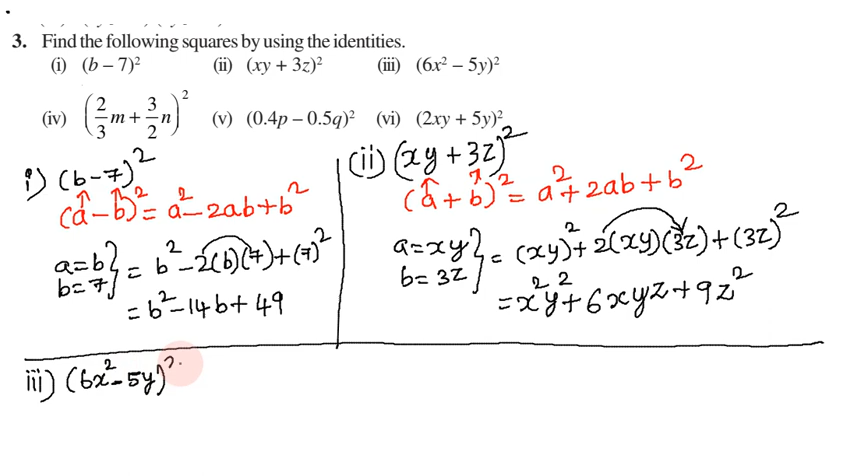 3. Find the following squares by using the identities.
(i) (b – 7)² (ii) (xy + 3z)² (iii) (6x² – 5y)²
(iv) (2/3 m + 3/2 n)² (v) (0.4p – 0.5q)² (vi) (2xy + 5y)²
i) (b-7)²
(a-b)² = a² - 2ab + b²
a=b
b=7} = b² - 2(b)(7) + (7)²
= b² - 14b + 49
(ii) (xy + 3z)²
(a + b)² = a² + 2ab + b²
a=xy
b=3z} = (xy)² + 2(xy)(3z) + (3z)²
= x²y² + 6xyz + 9z²
iii) (6x² - 5y)²